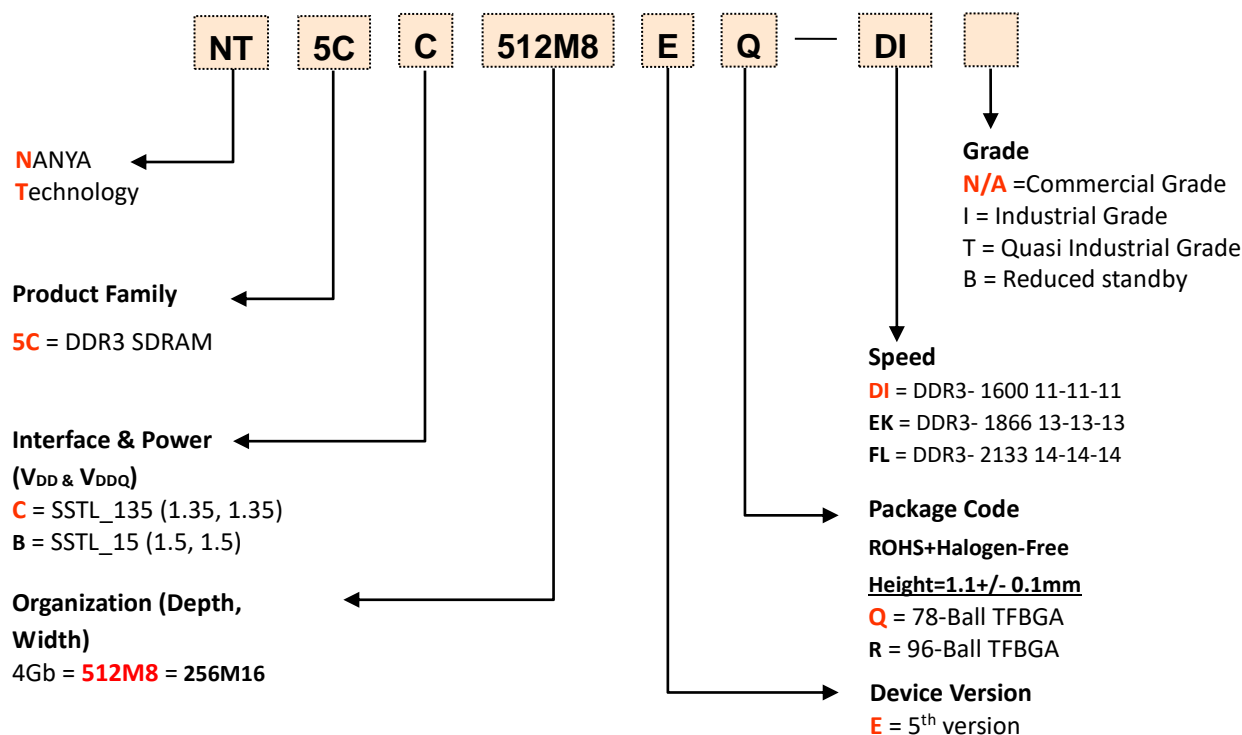 NT 5C C 512M8 E Q — DI
NANYA
Technology
Product Family
5C = DDR3 SDRAM
Interface & Power
(VDD & VDDQ)
C = SSTL_135 (1.35, 1.35)
B = SSTL_15 (1.5, 1.5)
Organization (Depth,
Width)
4Gb = 512M8 = 256M16
Grade
N/A =Commercial Grade
I = Industrial Grade
T = Quasi Industrial Grade
B = Reduced standby
Speed
DI = DDR3- 1600 11-11-11
EK = DDR3- 1866 13-13-13
FL = DDR3- 2133 14-14-14
Package Code
ROHS+Halogen-Free
Height=1.1+/- 0.1mm
Q = 78-Ball TFBGA
R = 96-Ball TFBGA
Device Version
E = 5th version